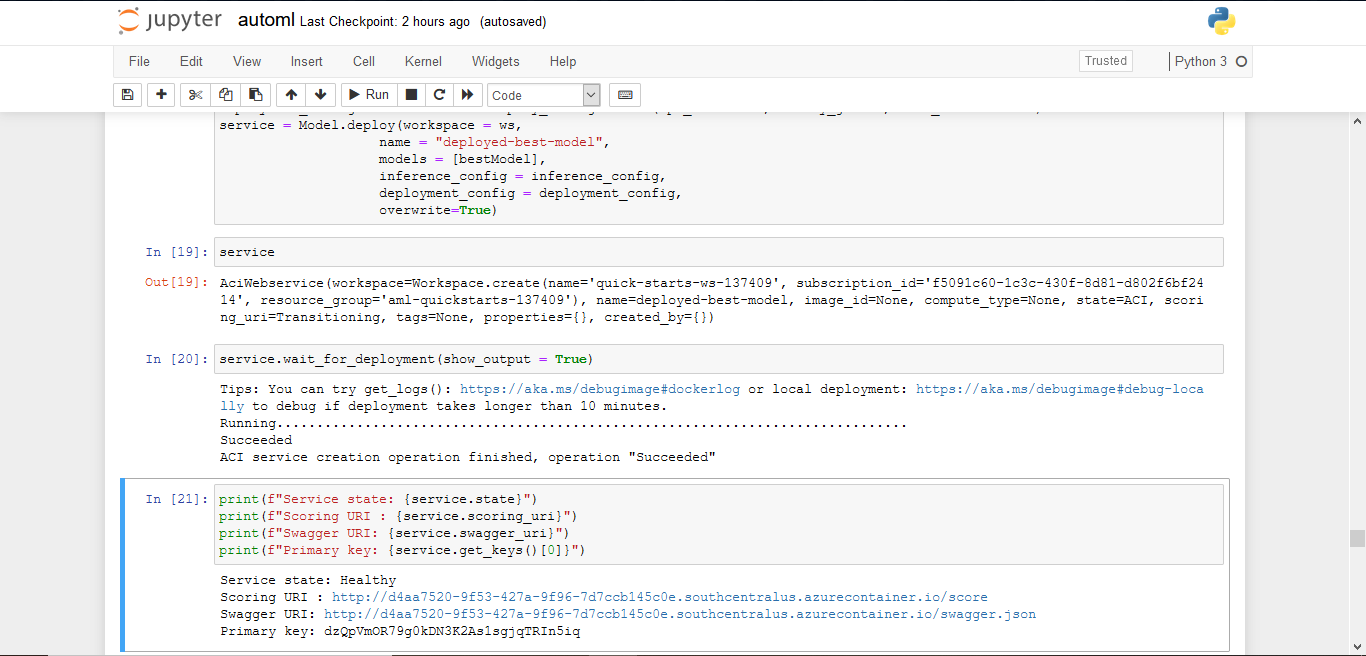 jupyter automl Last Checkpoint: 2 hours ago (autosaved)
File Edit View Insert Cell Kernel Widgets Help Trusted Python 3
Run Code
service = Model.deploy(workspace = ws,
name = "deployed-best-model",
models = [bestModel],
inference_config = inference_config,
deployment_config = deployment_config,
overwrite=True)
In [19]: service
Out[19]: AciWebservice(workspace=Workspace.create(name='quick-starts-ws-137409', subscription_id='f5091c60-1c3c-430f-8d81-d802f6bf24
14', resource_group='aml-quickstarts-137409'), name=deployed-best-model, image_id=None, compute_type=None, state=ACI, scori
ng_uri=Transitioning, tags=None, properties={}, created_by={})
In [20]: service.wait_for_deployment(show_output = True)
Tips: You can try get_logs(): https://aka.ms/debugimage#dockerlog or local deployment: https://aka.ms/debugimage#debug-loca
lly to debug if deployment takes longer than 10 minutes.
Running...............................................................................
Succeeded
ACI service creation operation finished, operation "Succeeded"
In [21]: print(f"Service state: {service.state}")
print(f"Scoring URI : {service.scoring_uri}")
print(f"Swagger URI: {service.swagger_uri}")
print(f"Primary key: {service.get_keys()[0]}")
Service state: Healthy
Scoring URI : http://d4aa7520-9f53-427a-9f96-7d7ccb145c0e.southcentralus.azurecontainer.io/score
Swagger URI: http://d4aa7520-9f53-427a-9f96-7d7ccb145c0e.southcentralus.azurecontainer.io/swagger.json
Primary key: dzQpVmOR79g0kDN3K2As1sgjqTRIn5iq